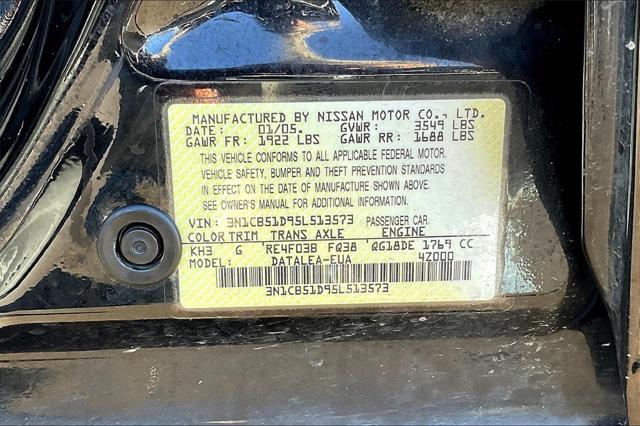 MANUFACTURED BY NISSAN MOTOR CO., LTD.
DATE: 01/05. GVWR: 3549 LBS
GAWR FR: 1922 LBS GAWR RR: 1688 LBS
THIS VEHICLE CONFORMS TO ALL APPLICABLE FEDERAL MOTOR
VEHICLE SAFETY, BUMPER AND THEFT PREVENTION STANDARDS
IN EFFECT ON THE DATE OF MANUFACTURE SHOWN ABOVE.
SEE OWNER'S MANUAL FOR ADDITIONAL INFORMATION
VIN: 3N1CB51D95L513573 PASSENGER CAR
COLOR TRIM TRANS AXLE ENGINE
KH3 G RE4F03B FQ38 QG18DE 1769 CC
MODEL: DATALEA-EUA 4Z000
3N1CB51D95L513573